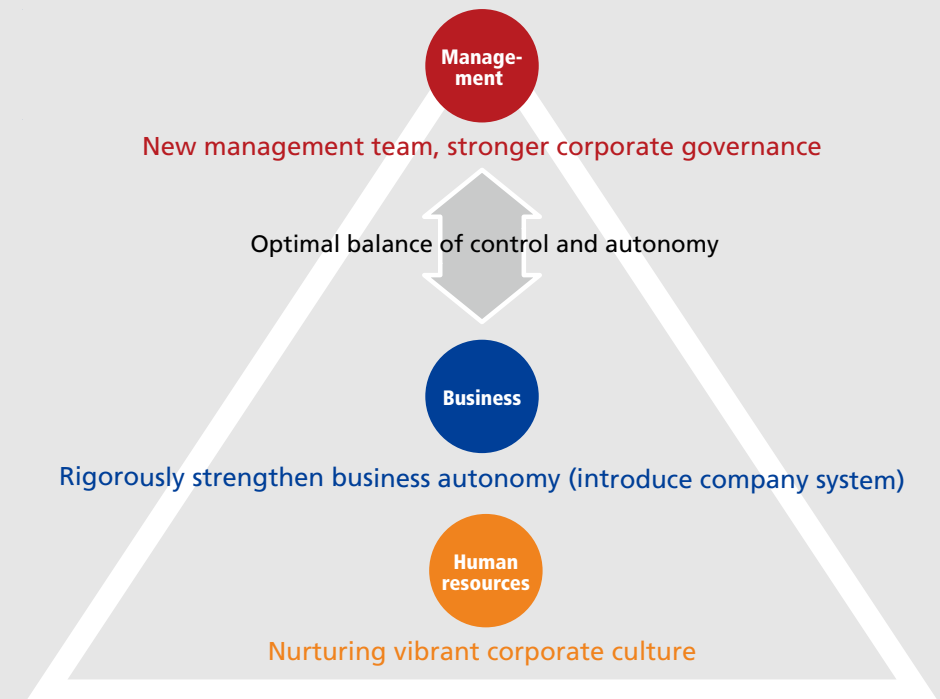 Manage-
ment
New management team, stronger corporate governance
Optimal balance of control and autonomy
Business
Rigorously strengthen business autonomy (introduce company system)
Human
resources
Nurturing vibrant corporate culture